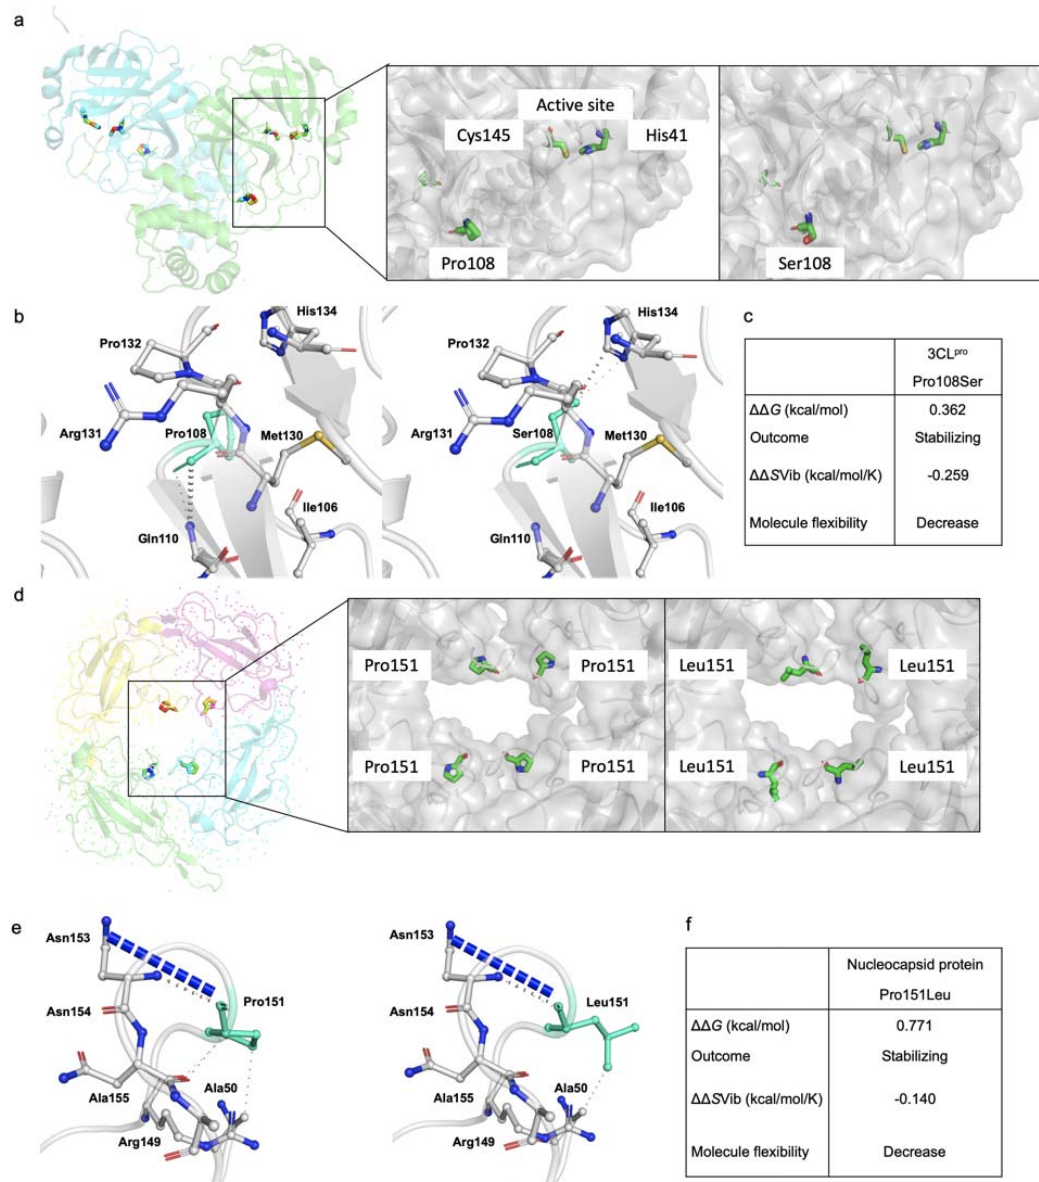 a
Active site
Cys145
His41
Pro108
Ser108
b
His134
Pro132
Arg131
Pro108
Met130
Ile106
Gln110
His134
Pro132
Arg131
Ser108
Met130
Ile106
Gln110
c
3CLᵖʳᵒ
Pro108Ser
ΔΔG (kcal/mol) 0.362
Outcome Stabilizing
ΔΔSVib (kcal/mol/K) -0.259
Molecule flexibility Decrease
d
Pro151 Pro151
Pro151 Pro151
Leu151 Leu151
Leu151 Leu151
e
Asn153
Pro151
Asn154
Ala50
Ala155
Arg149
Asn153
Leu151
Asn154
Ala50
Ala155
Arg149
f
Nucleocapsid protein
Pro151Leu
ΔΔG (kcal/mol) 0.771
Outcome Stabilizing
ΔΔSVib (kcal/mol/K) -0.140
Molecule flexibility Decrease